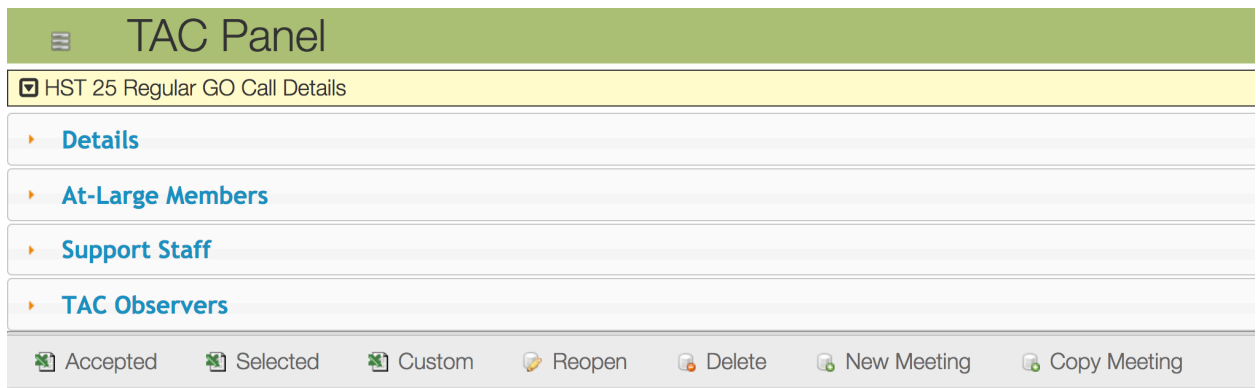 TAC Panel
HST 25 Regular GO Call Details
Details
At-Large Members
Support Staff
TAC Observers
Accepted Selected Custom Reopen Delete New Meeting Copy Meeting